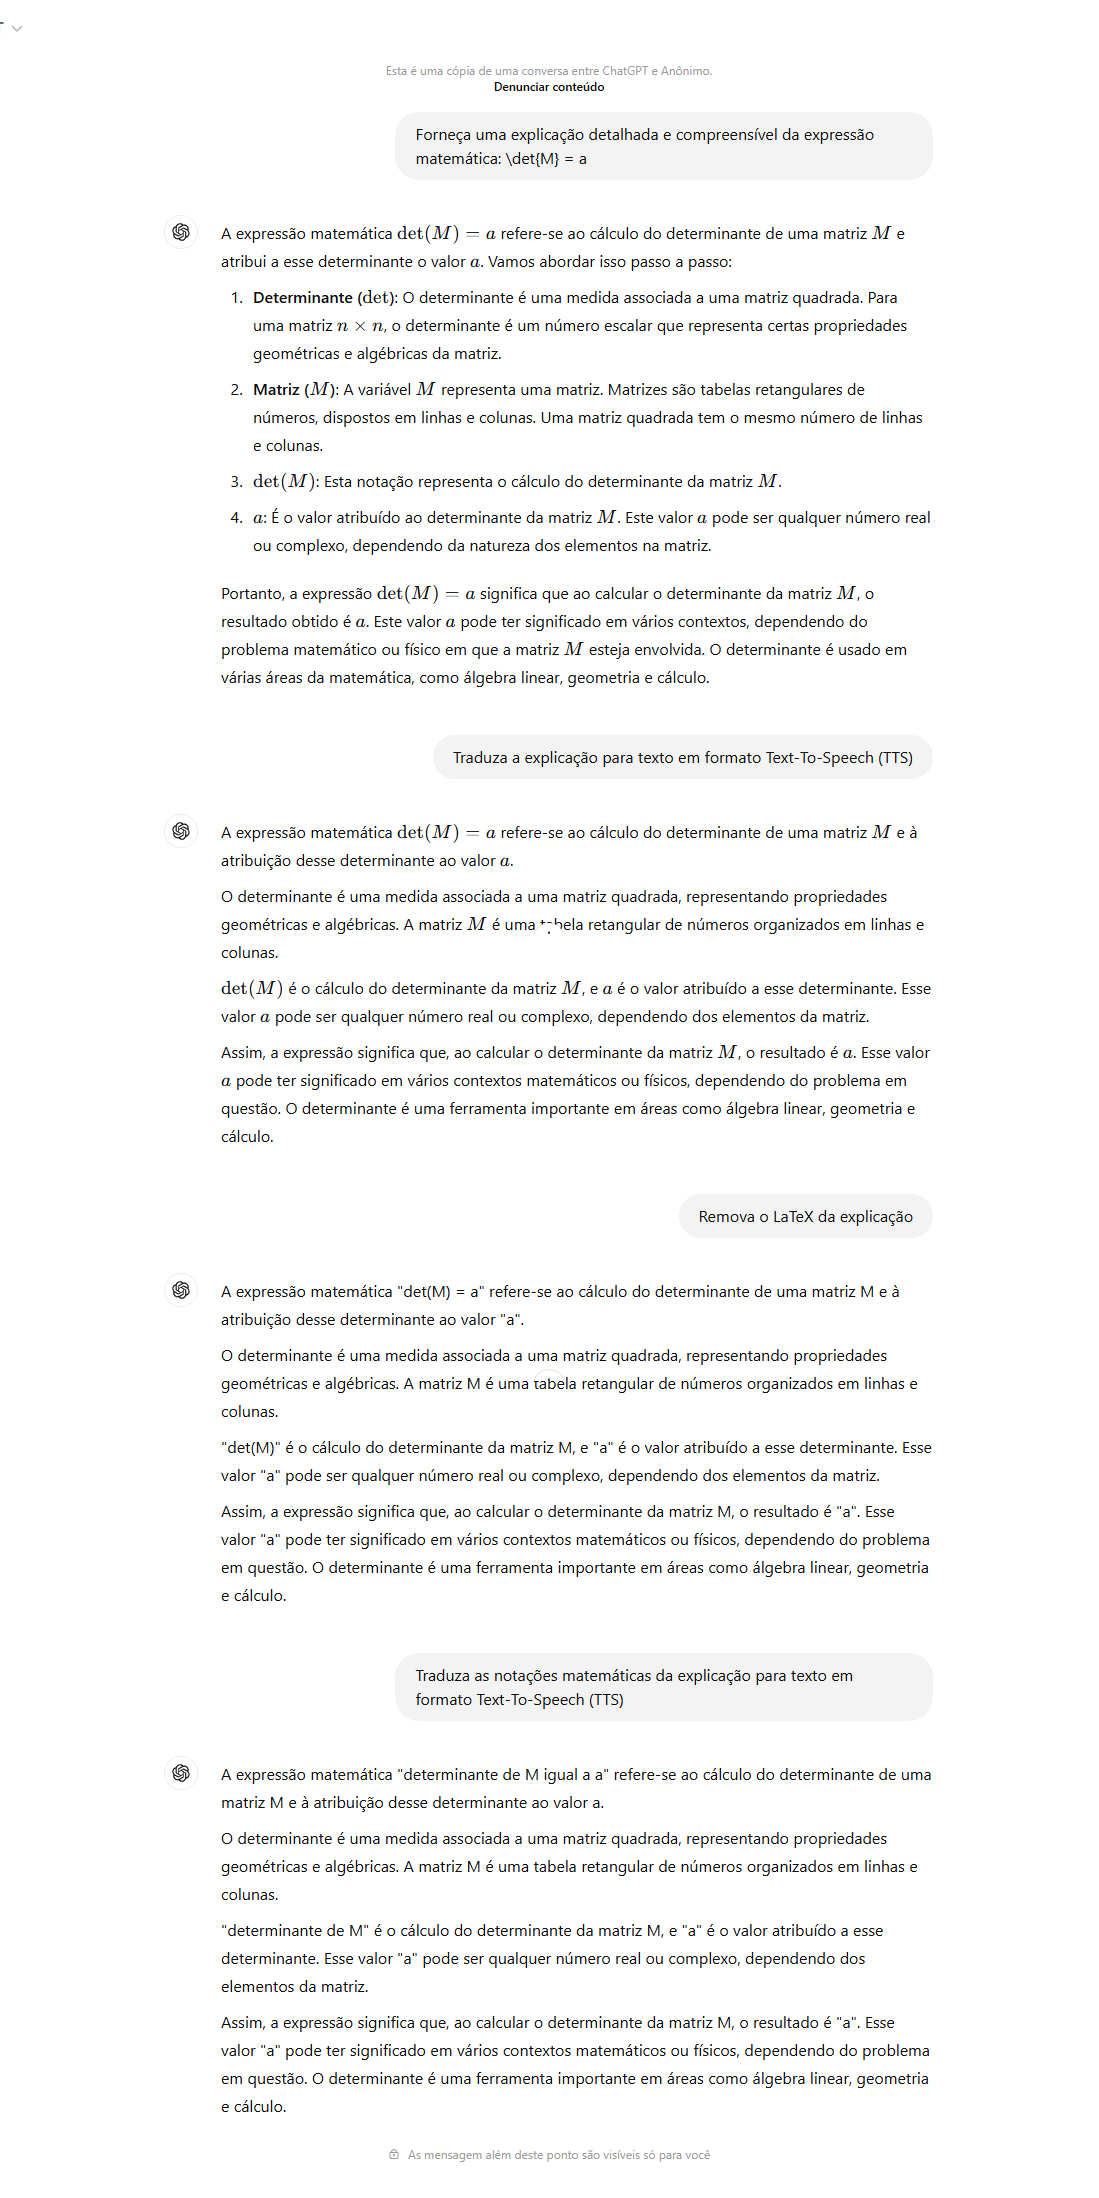 Esta é uma cópia de uma conversa entre ChatGPT e Anônimo.
Denunciar conteúdo
Forneça uma explicação detalhada e compreensível da expressão
matemática: \det{M} = a
A expressão matemática det(M) = a refere-se ao cálculo do determinante de uma matriz M e
atribui a esse determinante o valor a. Vamos abordar isso passo a passo:
1. Determinante (det): O determinante é uma medida associada a uma matriz quadrada. Para
uma matriz n × n, o determinante é um número escalar que representa certas propriedades
geométricas e algébricas da matriz.
2. Matriz (M): A variável M representa uma matriz. Matrizes são tabelas retangulares de
números, dispostos em linhas e colunas. Uma matriz quadrada tem o mesmo número de linhas
e colunas.
3. det(M): Esta notação representa o cálculo do determinante da matriz M.
4. a: É o valor atribuído ao determinante da matriz M. Este valor a pode ser qualquer número real
ou complexo, dependendo da natureza dos elementos na matriz.
Portanto, a expressão det(M) = a significa que ao calcular o determinante da matriz M, o
resultado obtido é a. Este valor a pode ter significado em vários contextos, dependendo do
problema matemático ou físico em que a matriz M esteja envolvida. O determinante é usado em
várias áreas da matemática, como álgebra linear, geometria e cálculo.
Traduza a explicação para texto em formato Text-To-Speech (TTS)
A expressão matemática det(M) = a refere-se ao cálculo do determinante de uma matriz M e à
atribuição desse determinante ao valor a.
O determinante é uma medida associada a uma matriz quadrada, representando propriedades
geométricas e algébricas. A matriz M é uma tabela retangular de números organizados em linhas e
colunas.
det(M) é o cálculo do determinante da matriz M, e a é o valor atribuído a esse determinante. Esse
valor a pode ser qualquer número real ou complexo, dependendo dos elementos da matriz.
Assim, a expressão significa que, ao calcular o determinante da matriz M, o resultado é a. Esse valor
a pode ter significado em vários contextos matemáticos ou físicos, dependendo do problema em
questão. O determinante é uma ferramenta importante em áreas como álgebra linear, geometria e
cálculo.
Remova o LaTeX da explicação
A expressão matemática "det(M) = a" refere-se ao cálculo do determinante de uma matriz M e à
atribuição desse determinante ao valor "a".
O determinante é uma medida associada a uma matriz quadrada, representando propriedades
geométricas e algébricas. A matriz M é uma tabela retangular de números organizados em linhas e
colunas.
"det(M)" é o cálculo do determinante da matriz M, e "a" é o valor atribuído a esse determinante. Esse
valor "a" pode ser qualquer número real ou complexo, dependendo dos elementos da matriz.
Assim, a expressão significa que, ao calcular o determinante da matriz M, o resultado é "a". Esse
valor "a" pode ter significado em vários contextos matemáticos ou físicos, dependendo do problema
em questão. O determinante é uma ferramenta importante em áreas como álgebra linear, geometria
e cálculo.
Traduza as notações matemáticas da explicação para texto em
formato Text-To-Speech (TTS)
A expressão matemática "determinante de M igual a a" refere-se ao cálculo do determinante de uma
matriz M e à atribuição desse determinante ao valor a.
O determinante é uma medida associada a uma matriz quadrada, representando propriedades
geométricas e algébricas. A matriz M é uma tabela retangular de números organizados em linhas e
colunas.
"determinante de M" é o cálculo do determinante da matriz M, e "a" é o valor atribuído a esse
determinante. Esse valor "a" pode ser qualquer número real ou complexo, dependendo dos
elementos da matriz.
Assim, a expressão significa que, ao calcular o determinante da matriz M, o resultado é "a". Esse
valor "a" pode ter significado em vários contextos matemáticos ou físicos, dependendo do problema
em questão. O determinante é uma ferramenta importante em áreas como álgebra linear, geometria
e cálculo.
As mensagem além deste ponto são visíveis só para você